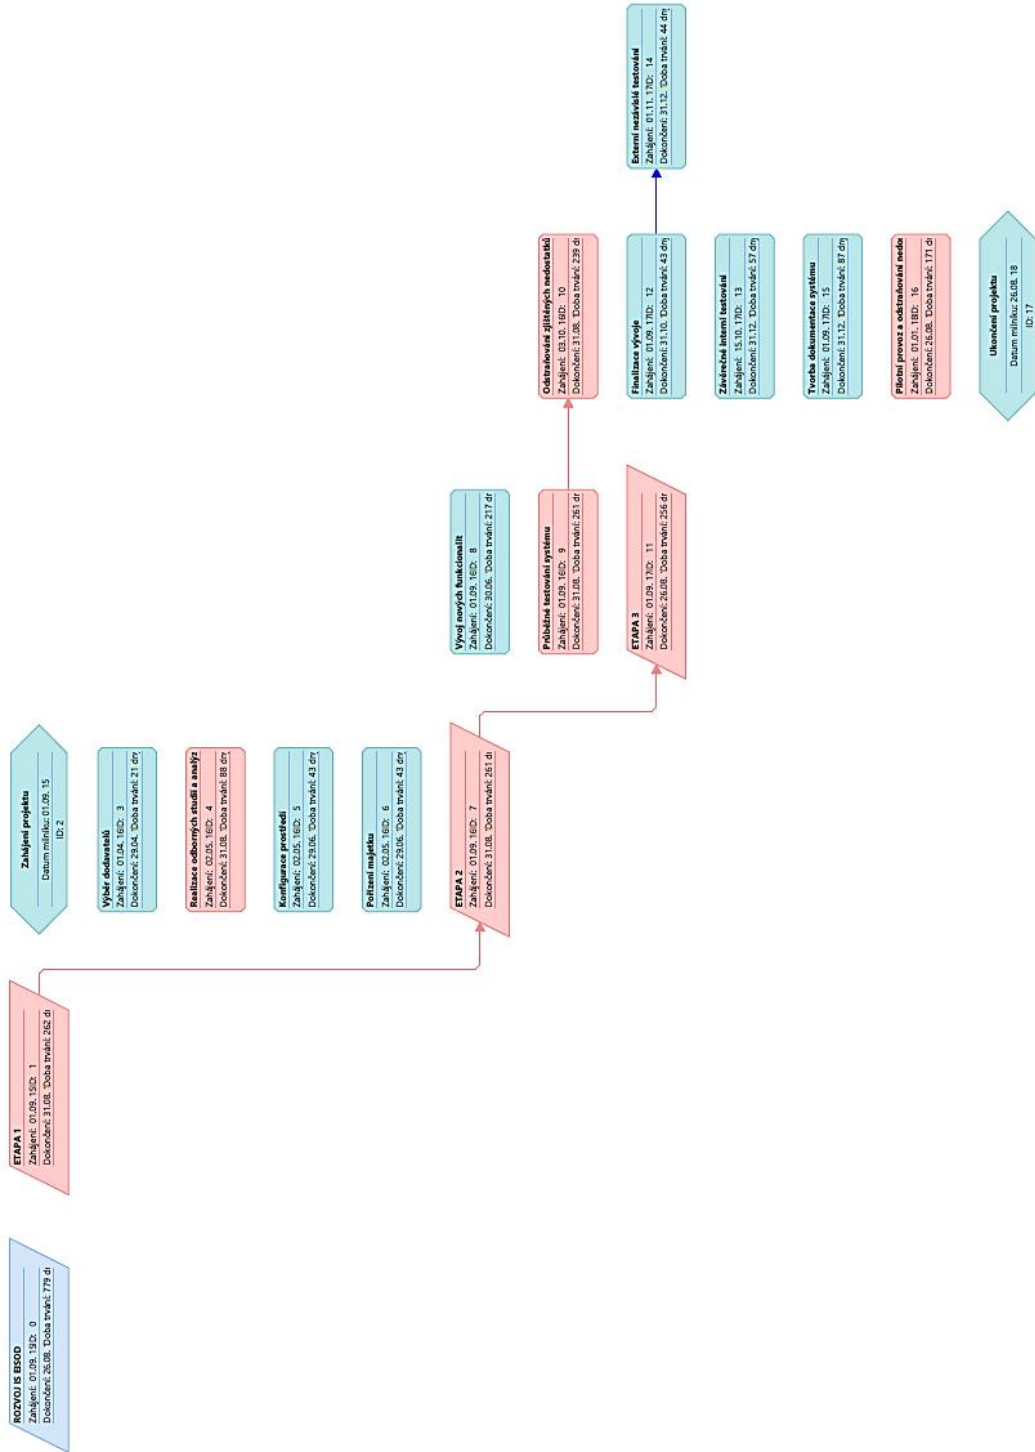 ROZVOJ IS EISOD
Zahájení: 01.09. 15ID: 0
Dokončení: 26.08. Doba trvání: 779 d
ETAPA 1
Zahájení: 01.09. 15ID: 1
Dokončení: 31.08. Doba trvání: 262 d
Zahájení projektu
Datum milníku: 01.09. 15
ID: 2
Výběr dodavatelů
Zahájení: 01.04. 16ID: 3
Dokončení: 29.04. Doba trvání: 21 dny
Realizace odborných studií a analýz
Zahájení: 02.05. 16ID: 4
Dokončení: 31.08. Doba trvání: 88 dny
Konfigurace prostředí
Zahájení: 02.05. 16ID: 5
Dokončení: 29.06. Doba trvání: 43 dny
Pořízení majetku
Zahájení: 02.05. 16ID: 6
Dokončení: 29.06. Doba trvání: 43 dny
ETAPA 2
Zahájení: 01.09. 16ID: 7
Dokončení: 31.08. Doba trvání: 261 d
Vývoj nových funkcionalit
Zahájení: 01.09. 16ID: 8
Dokončení: 30.06. Doba trvání: 217 dr
Průběžné testování systému
Zahájení: 01.09. 16ID: 9
Dokončení: 31.08. Doba trvání: 261 dr
Odstraňování zjištěných nedostatků
Zahájení: 03.10. 16ID: 10
Dokončení: 31.08. Doba trvání: 239 dr
ETAPA 3
Zahájení: 01.09. 17ID: 11
Dokončení: 26.08. Doba trvání: 256 dr
Finalizace vývoje
Zahájení: 01.09. 17ID: 12
Dokončení: 31.10. Doba trvání: 43 dny
Externí nezávislé testování
Zahájení: 01.11. 17ID: 14
Dokončení: 31.12. Doba trvání: 44 dny
Závěrečné interní testování
Zahájení: 15.10. 17ID: 13
Dokončení: 31.12. Doba trvání: 57 dny
Tvorba dokumentace systému
Zahájení: 01.09. 17ID: 15
Dokončení: 31.12. Doba trvání: 87 dny
Pilotní provoz a odstraňování nedos
Zahájení: 01.01. 18ID: 16
Dokončení: 26.08. Doba trvání: 171 dr
Ukončení projektu
Datum milníku: 26.08. 18
ID: 17